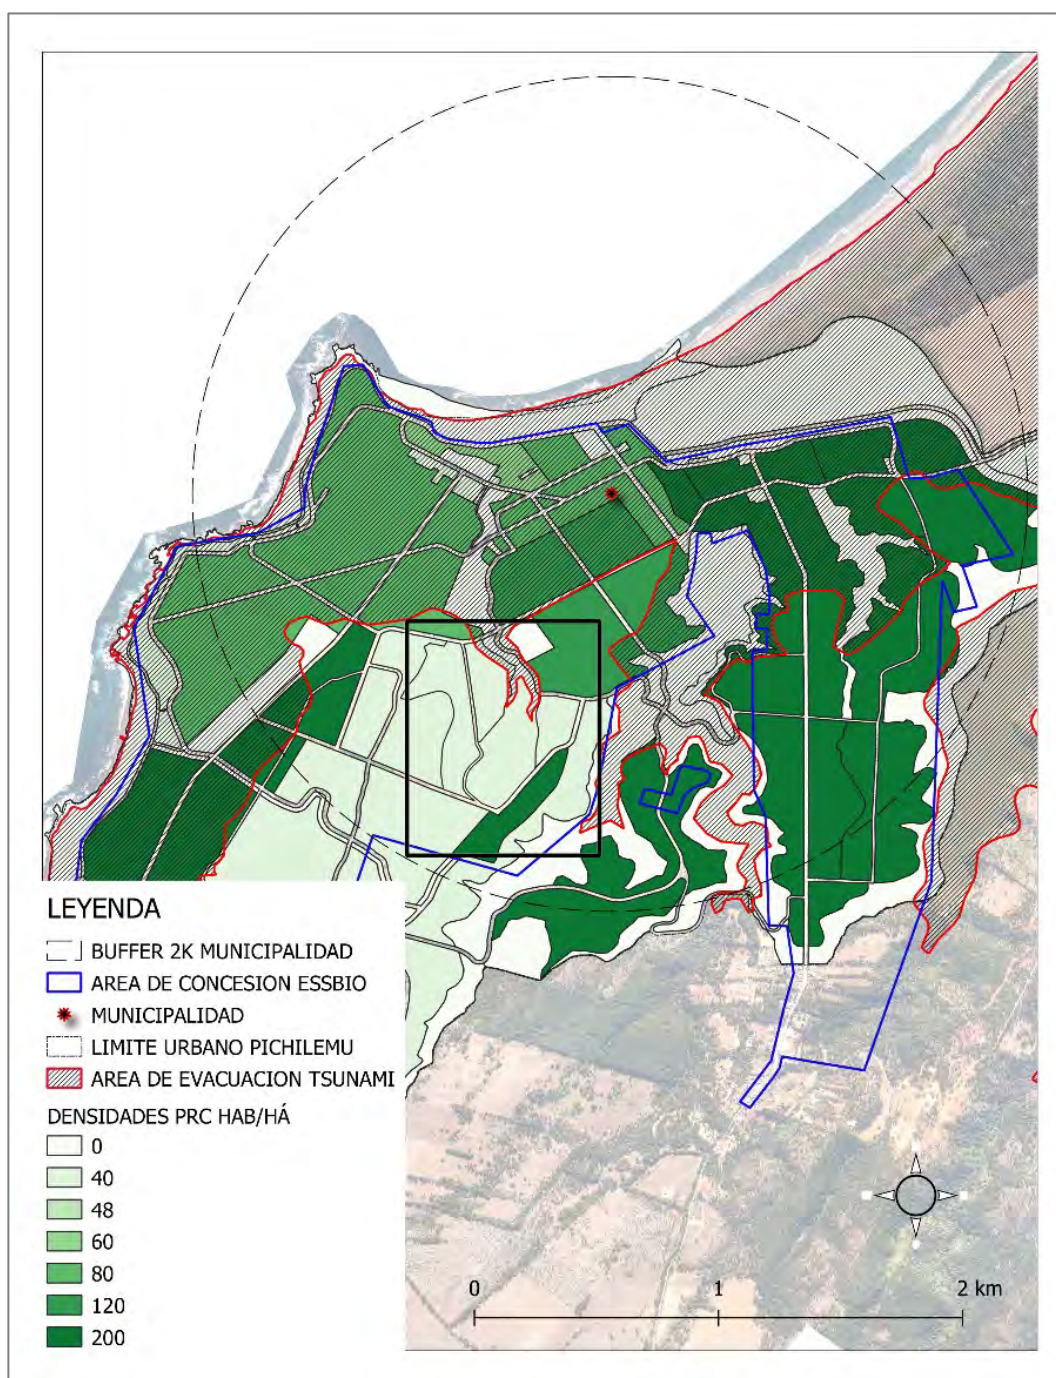 LEYENDA
BUFFER 2K MUNICIPALIDAD
AREA DE CONCESION ESSBIO
MUNICIPALIDAD
LIMITE URBANO PICHILEMU
AREA DE EVACUACION TSUNAMI
DENSIDADES PRC HAB/HÁ
0
40
48
60
80
120
200
0 1 2 km